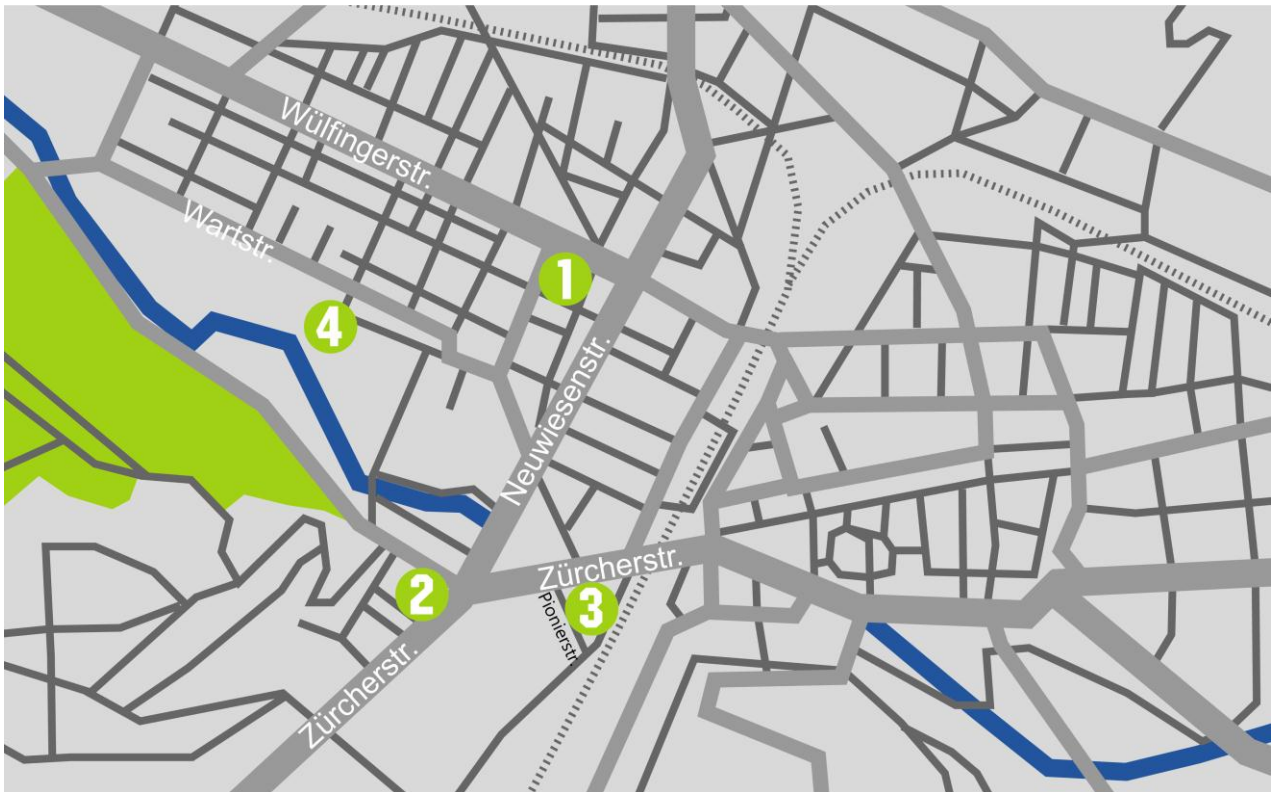 Wülfingerstr.
Wartstr.
1
4
Neuwiesenstr.
Zürcherstr.
2
3
Pionierstr.
Zürcherstr.